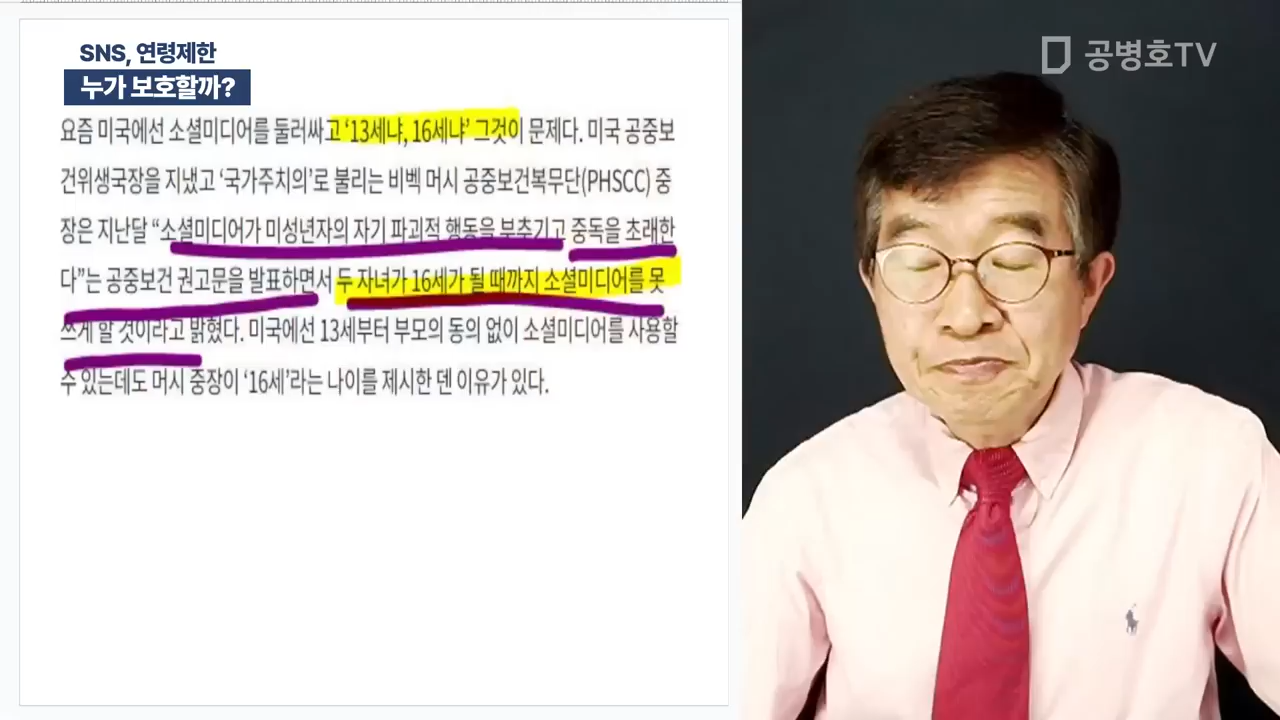 SNS, 연령제한
누가 보호할까?
공병호TV
요즘 미국에선 소셜미디어를 둘러싸고 ‘13세냐, 16세냐’ 그것이 문제다. 미국 공중보
건위생국장을 지냈고 ‘국가주치의’로 불리는 비벡 머시 공중보건복무단(PHSCC) 중
장은 지난달 “소셜미디어가 미성년자의 자기 파괴적 행동을 부추기고 중독을 초래한
다”는 공중보건 권고문을 발표하면서 두 자녀가 16세가 될 때까지 소셜미디어를 못
쓰게 할 것이라고 밝혔다. 미국에선 13세부터 부모의 동의 없이 소셜미디어를 사용할
수 있는데도 머시 중장이 ‘16세’라는 나이를 제시한 덴 이유가 있다.